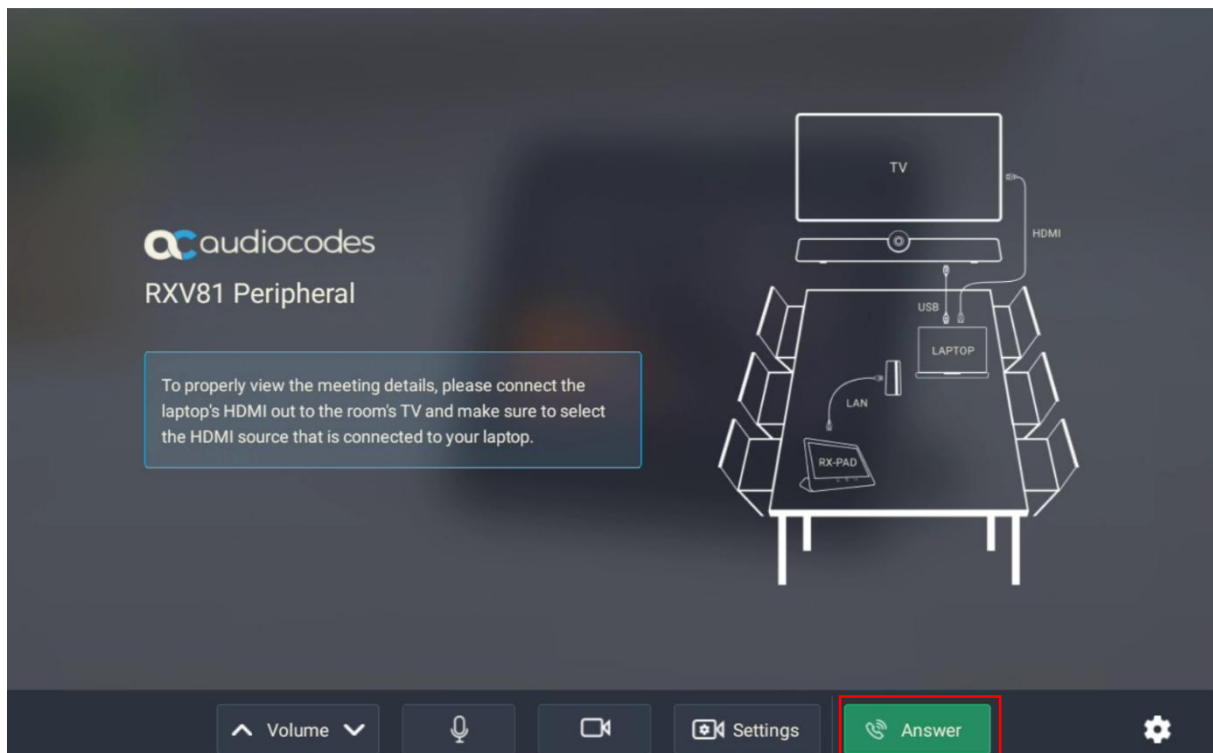 audiocodes
RXV81 Peripheral
To properly view the meeting details, please connect the
laptop's HDMI out to the room's TV and make sure to select
the HDMI source that is connected to your laptop.
TV
HDMI
USB
LAPTOP
LAN
RX-PAD
Volume
Settings
Answer